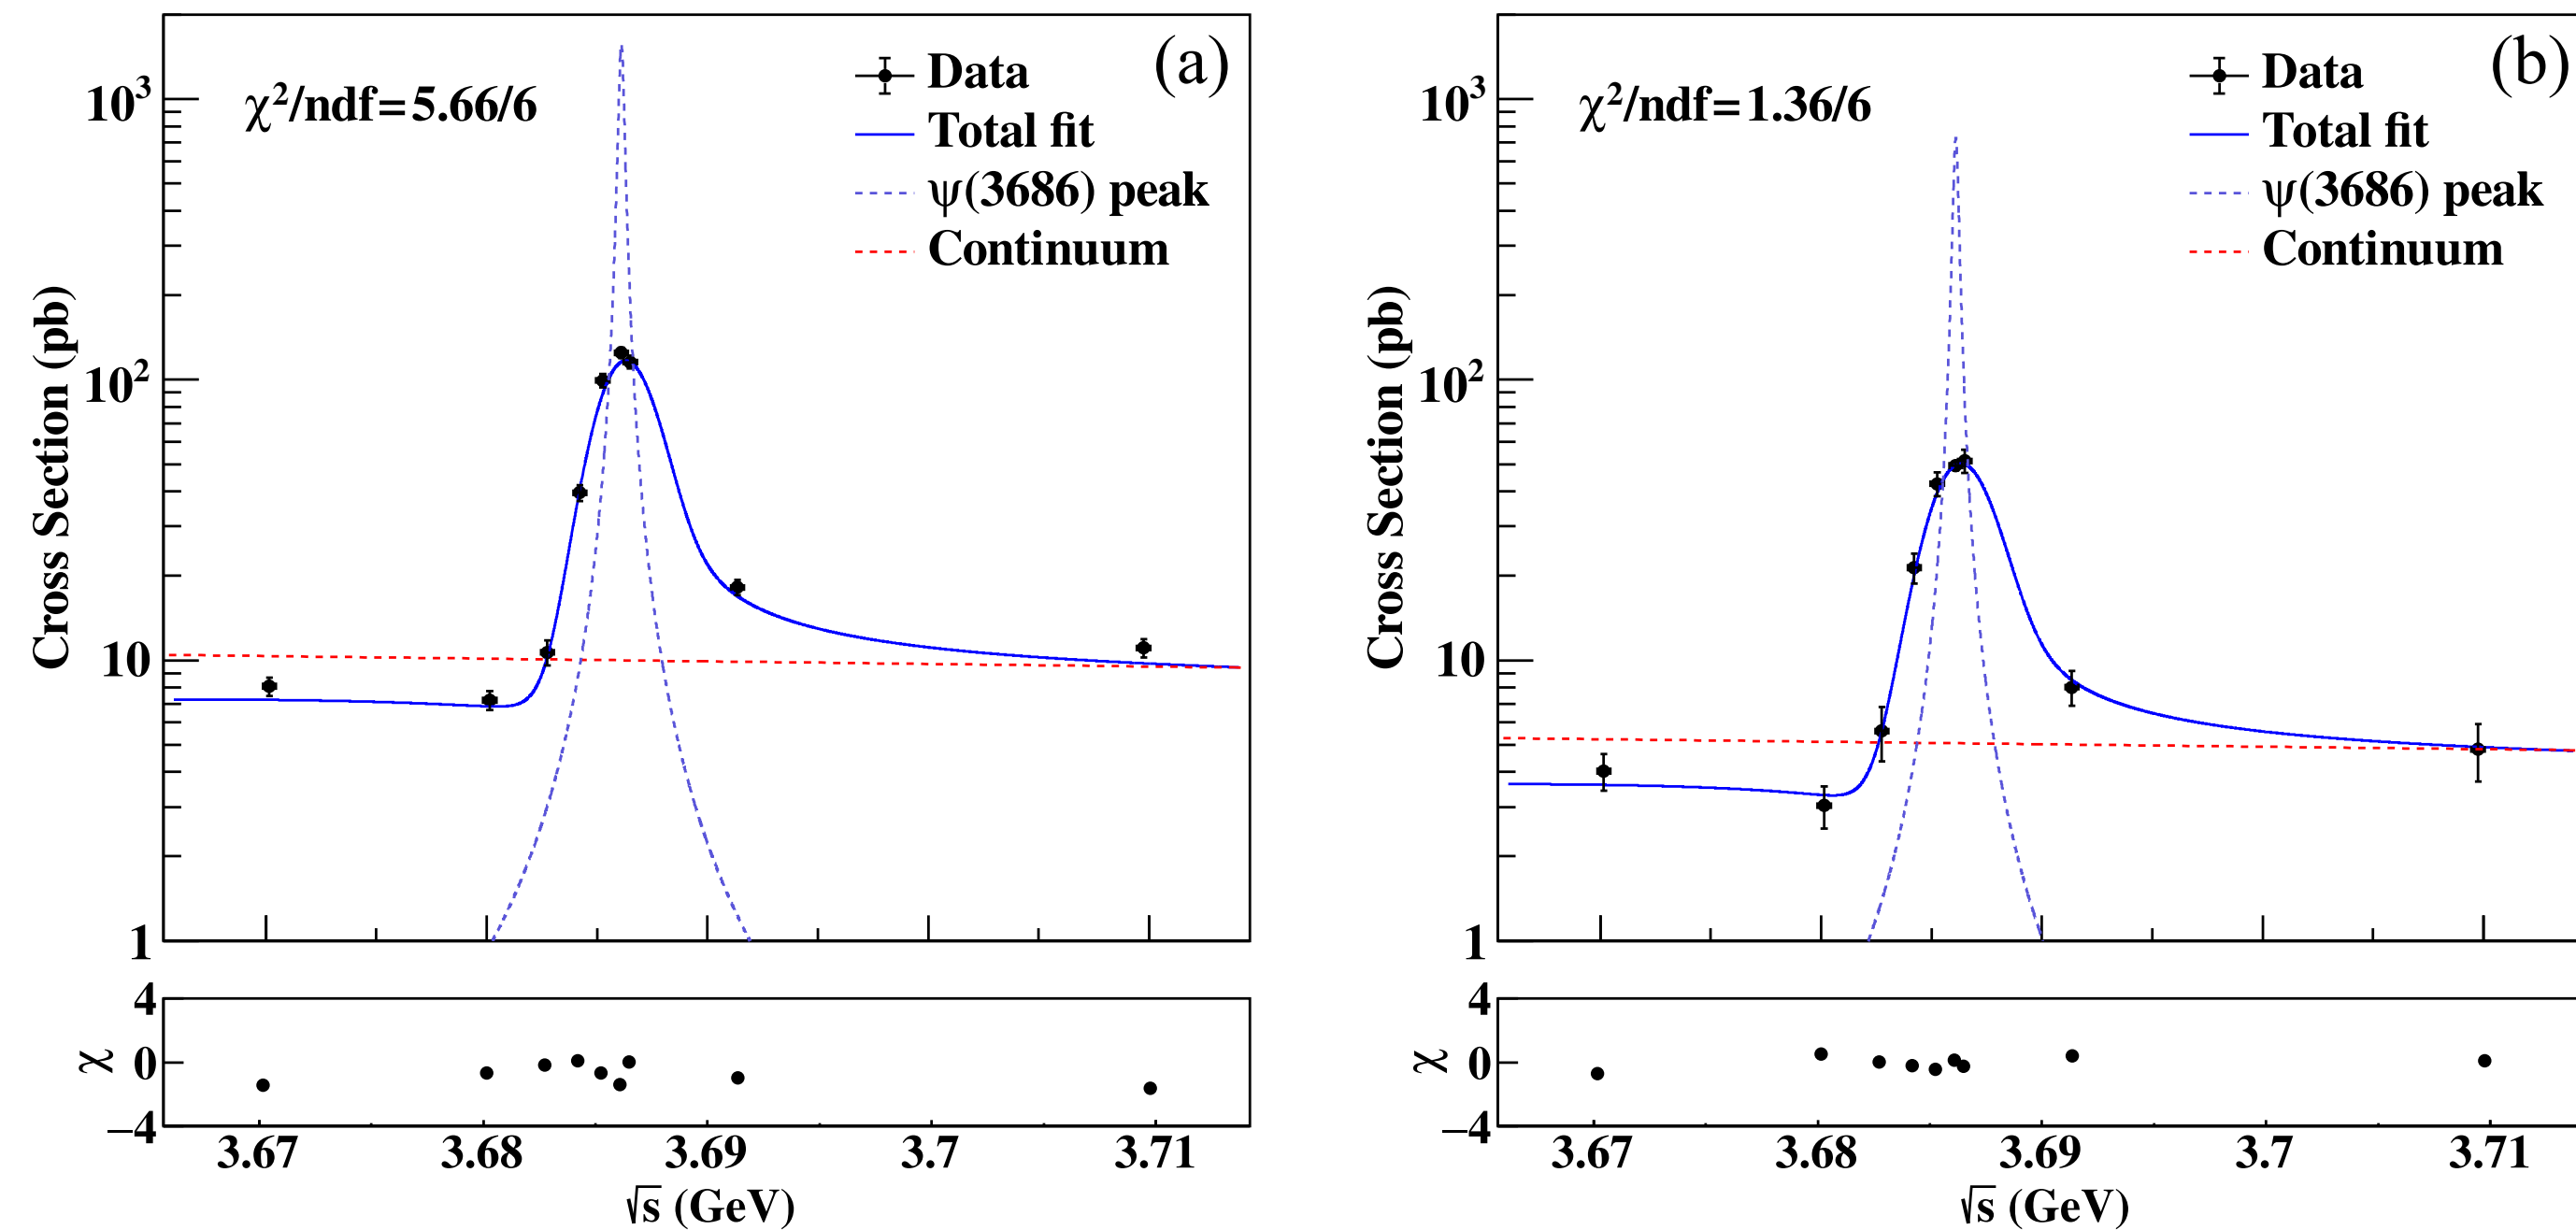 (a)
χ²/ndf=5.66/6
Data
Total fit
ψ(3686) peak
Continuum
Cross Section (pb)
10³
10²
10
1
χ
4
0
−4
3.67 3.68 3.69 3.7 3.71
√s (GeV)
(b)
χ²/ndf=1.36/6
Data
Total fit
ψ(3686) peak
Continuum
Cross Section (pb)
10³
10²
10
1
χ
4
0
−4
3.67 3.68 3.69 3.7 3.71
√s (GeV)